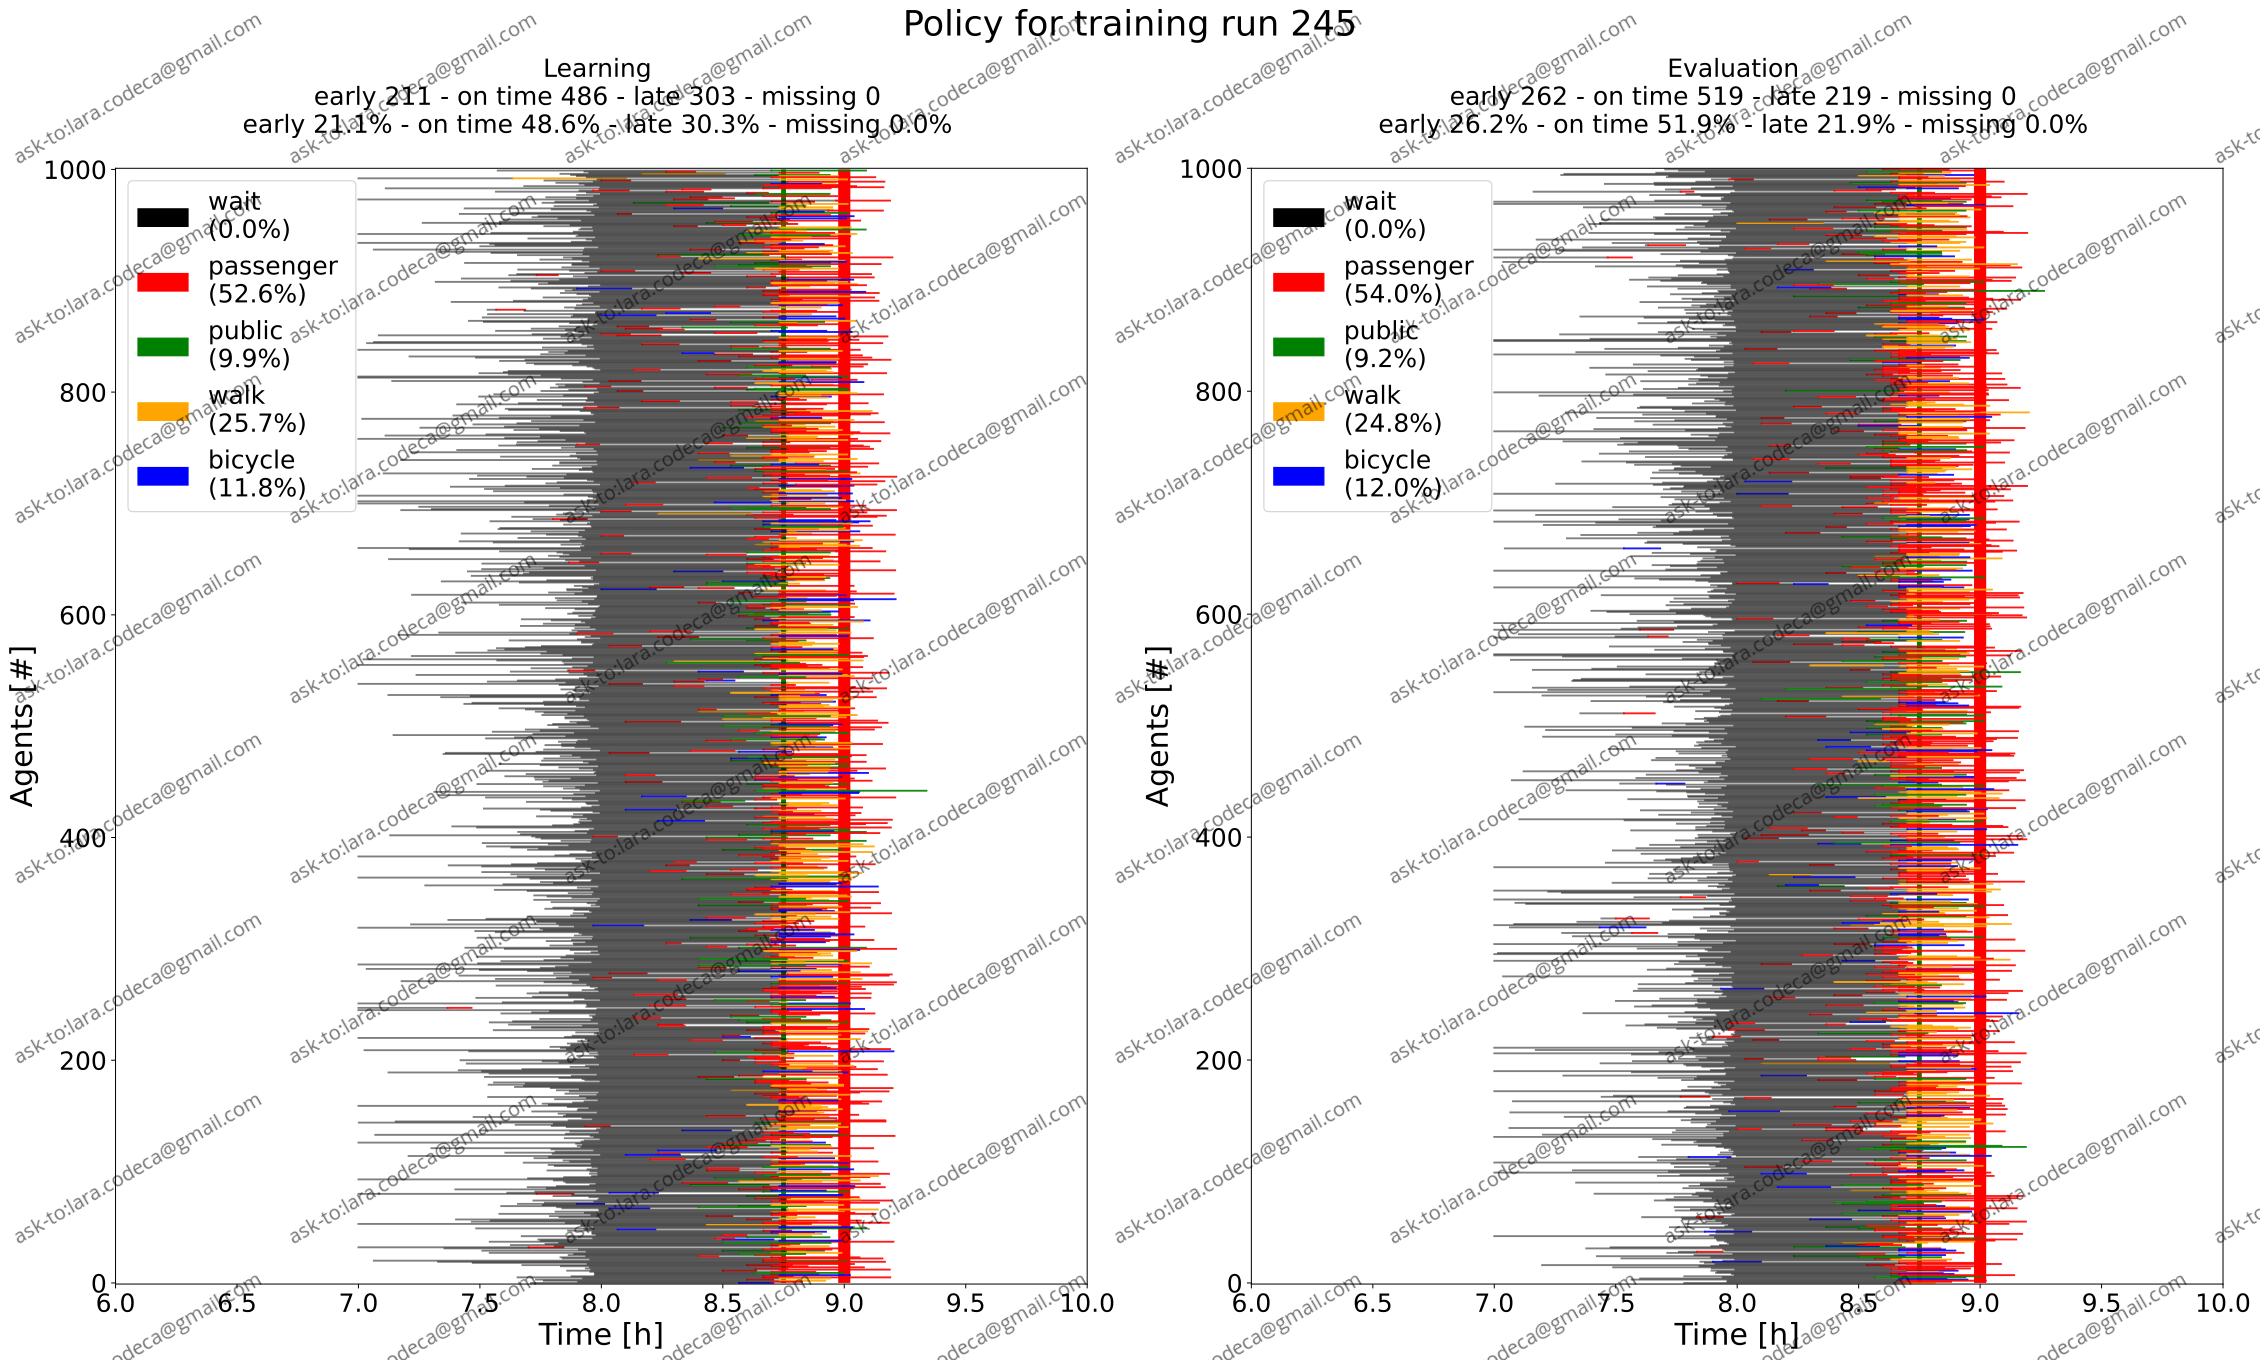 Policy for training run 245
Learning
early 211 - on time 486 - late 303 - missing 0
early 21.1% - on time 48.6% - late 30.3% - missing 0.0%
1000
800
600
400
200
0
Agents [#]
wait
(0.0%)
passenger
(52.6%)
public
(9.9%)
walk
(25.7%)
bicycle
(11.8%)
6.0 6.5 7.0 7.5 8.0 8.5 9.0 9.5 10.0
Time [h]
Evaluation
early 262 - on time 519 - late 219 - missing 0
early 26.2% - on time 51.9% - late 21.9% - missing 0.0%
1000
800
600
400
200
0
Agents [#]
wait
(0.0%)
passenger
(54.0%)
public
(9.2%)
walk
(24.8%)
bicycle
(12.0%)
6.0 6.5 7.0 7.5 8.0 8.5 9.0 9.5 10.0
Time [h]
ask-to:lara.codeca@gmail.com